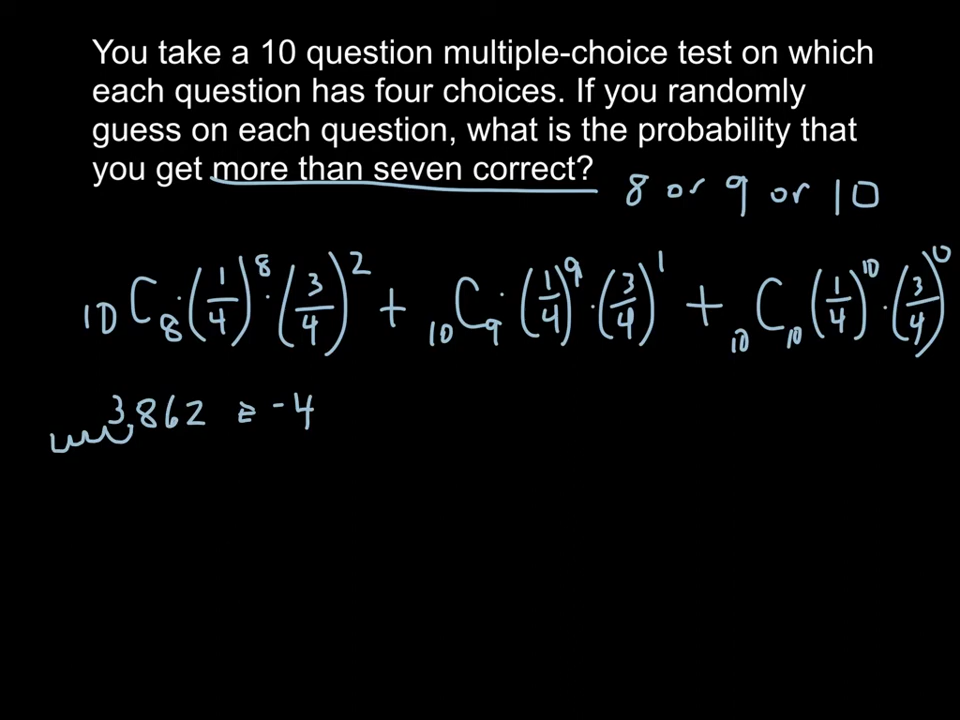 You take a 10 question multiple-choice test on which
each question has four choices. If you randomly
guess on each question, what is the probability that
you get more than seven correct?
8 or 9 or 10
₁₀C₈·(1/4)⁸·(3/4)² + ₁₀C₉·(1/4)⁹·(3/4)¹ + ₁₀C₁₀(1/4)¹⁰·(3/4)⁰
3.862 E -4